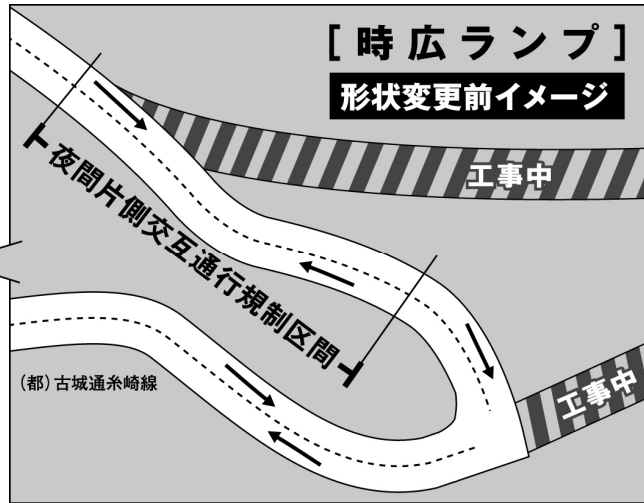 ［時広ランプ］
形状変更前イメージ
工事中
夜間片側交互通行規制区間
（都）古城通糸崎線
工事中